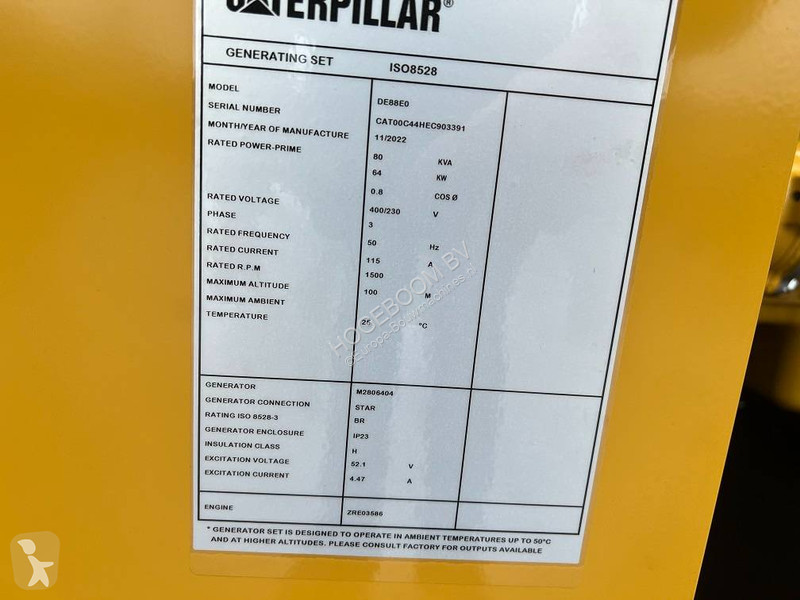 CATERPILLAR®
GENERATING SET ISO8528
MODEL DE88E0
SERIAL NUMBER CAT00C44HEC903391
MONTH/YEAR OF MANUFACTURE 11/2022
RATED POWER-PRIME 80 KVA
64 KW
0.8 COS Ø
RATED VOLTAGE 400/230 V
PHASE 3
RATED FREQUENCY 50 Hz
RATED CURRENT 115 A
RATED R.P.M 1500
MAXIMUM ALTITUDE 100 M
MAXIMUM AMBIENT
TEMPERATURE 25 °C
HOGEBOOM BV
GENERATOR M2806404
GENERATOR CONNECTION STAR
RATING ISO 8528-3 BR
GENERATOR ENCLOSURE IP23
INSULATION CLASS H
EXCITATION VOLTAGE 52.1 V
EXCITATION CURRENT 4.47 A
ENGINE ZRE03586
* GENERATOR SET IS DESIGNED TO OPERATE IN AMBIENT TEMPERATURES UP TO 50°C
AND AT HIGHER ALTITUDES. PLEASE CONSULT FACTORY FOR OUTPUTS AVAILABLE